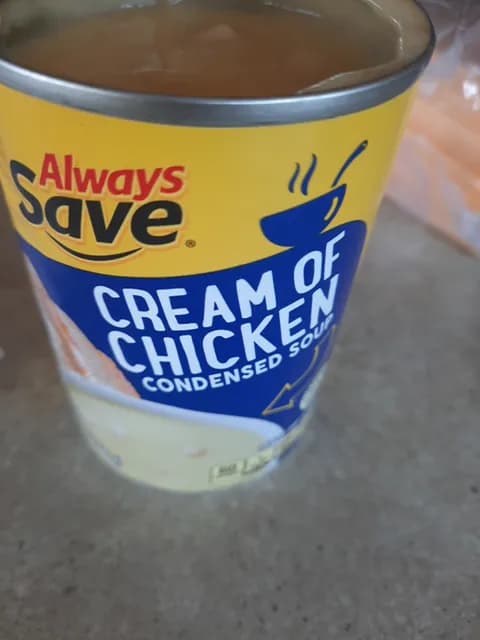 Always
Save®
CREAM OF
CHICKEN
CONDENSED SOUP